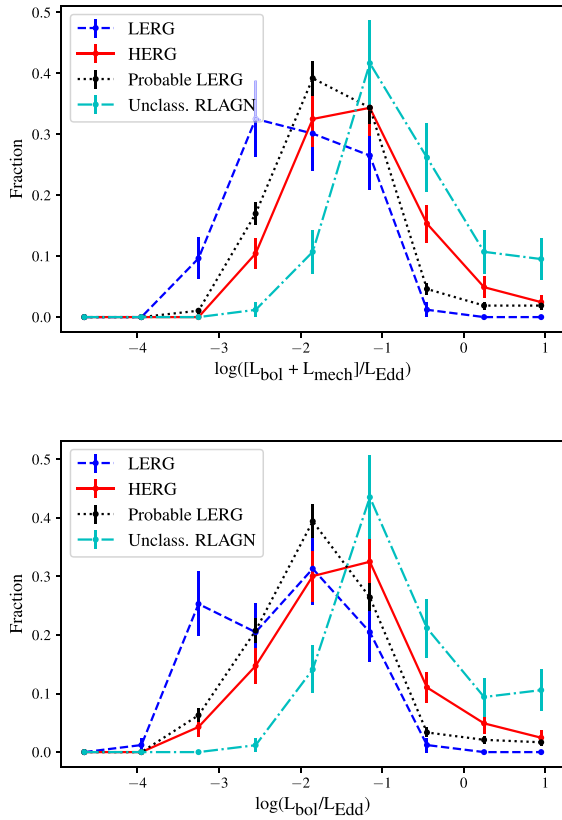 0.5
0.4
0.3
0.2
0.1
0.0
Fraction
LERG
HERG
Probable LERG
Unclass. RLAGN
−4 −3 −2 −1 0 1
log([L_bol + L_mech]/L_Edd)
0.5
0.4
0.3
0.2
0.1
0.0
Fraction
LERG
HERG
Probable LERG
Unclass. RLAGN
−4 −3 −2 −1 0 1
log(L_bol/L_Edd)